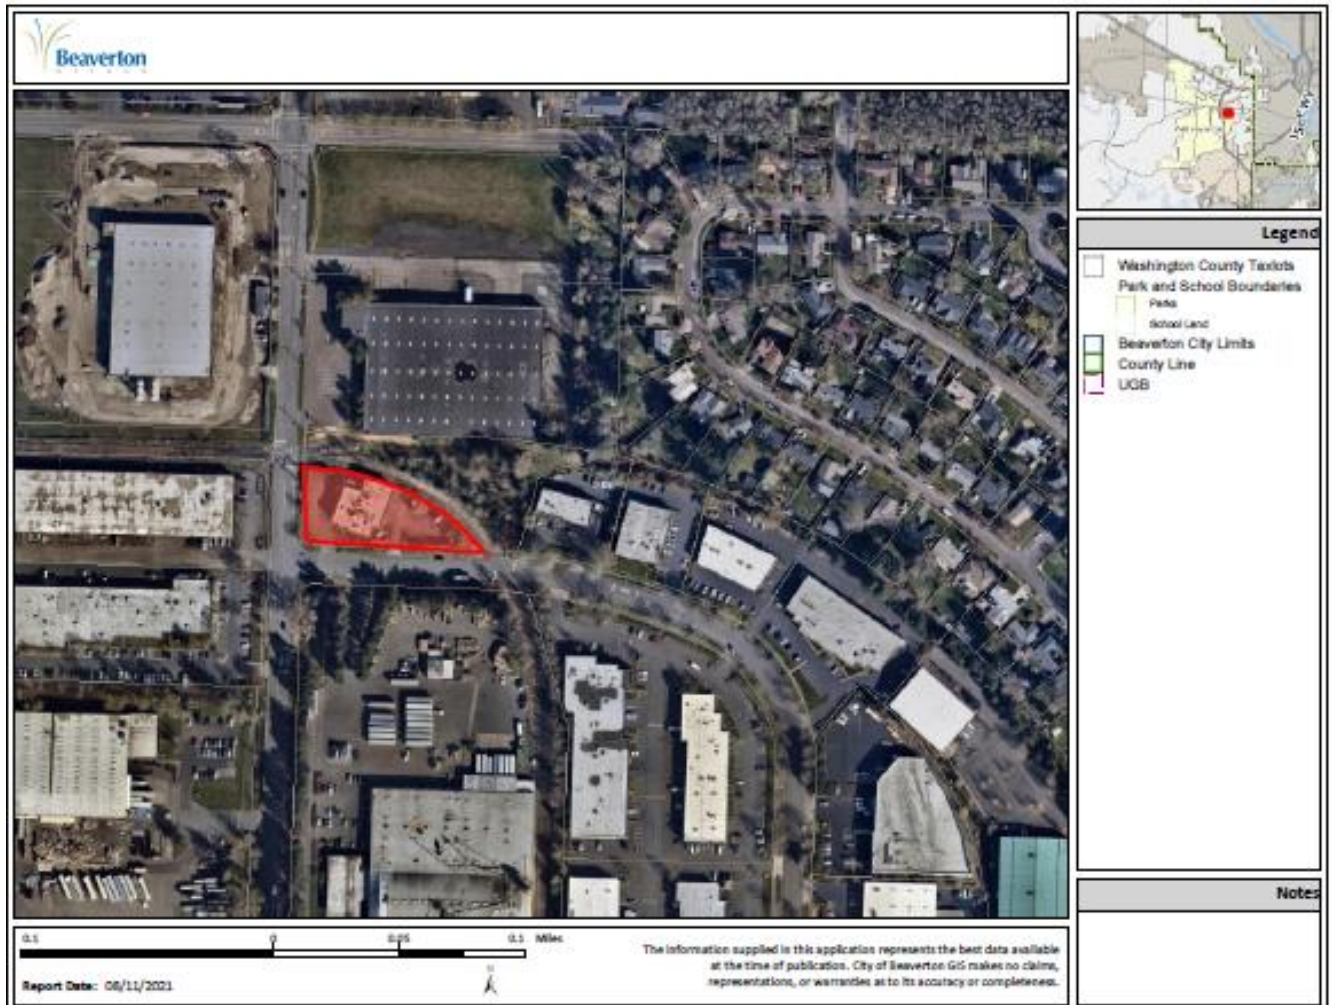 Beaverton
OREGON
Legend
Washington County Taxlots
Park and School Boundaries
Parks
School Land
Beaverton City Limits
County Line
UGB
Notes
0.1 0 0.05 0.1 Miles
The information supplied in this application represents the best data available
at the time of publication. City of Beaverton GIS makes no claims,
representations, or warranties as to its accuracy or completeness.
Report Date: 08/11/2021
N